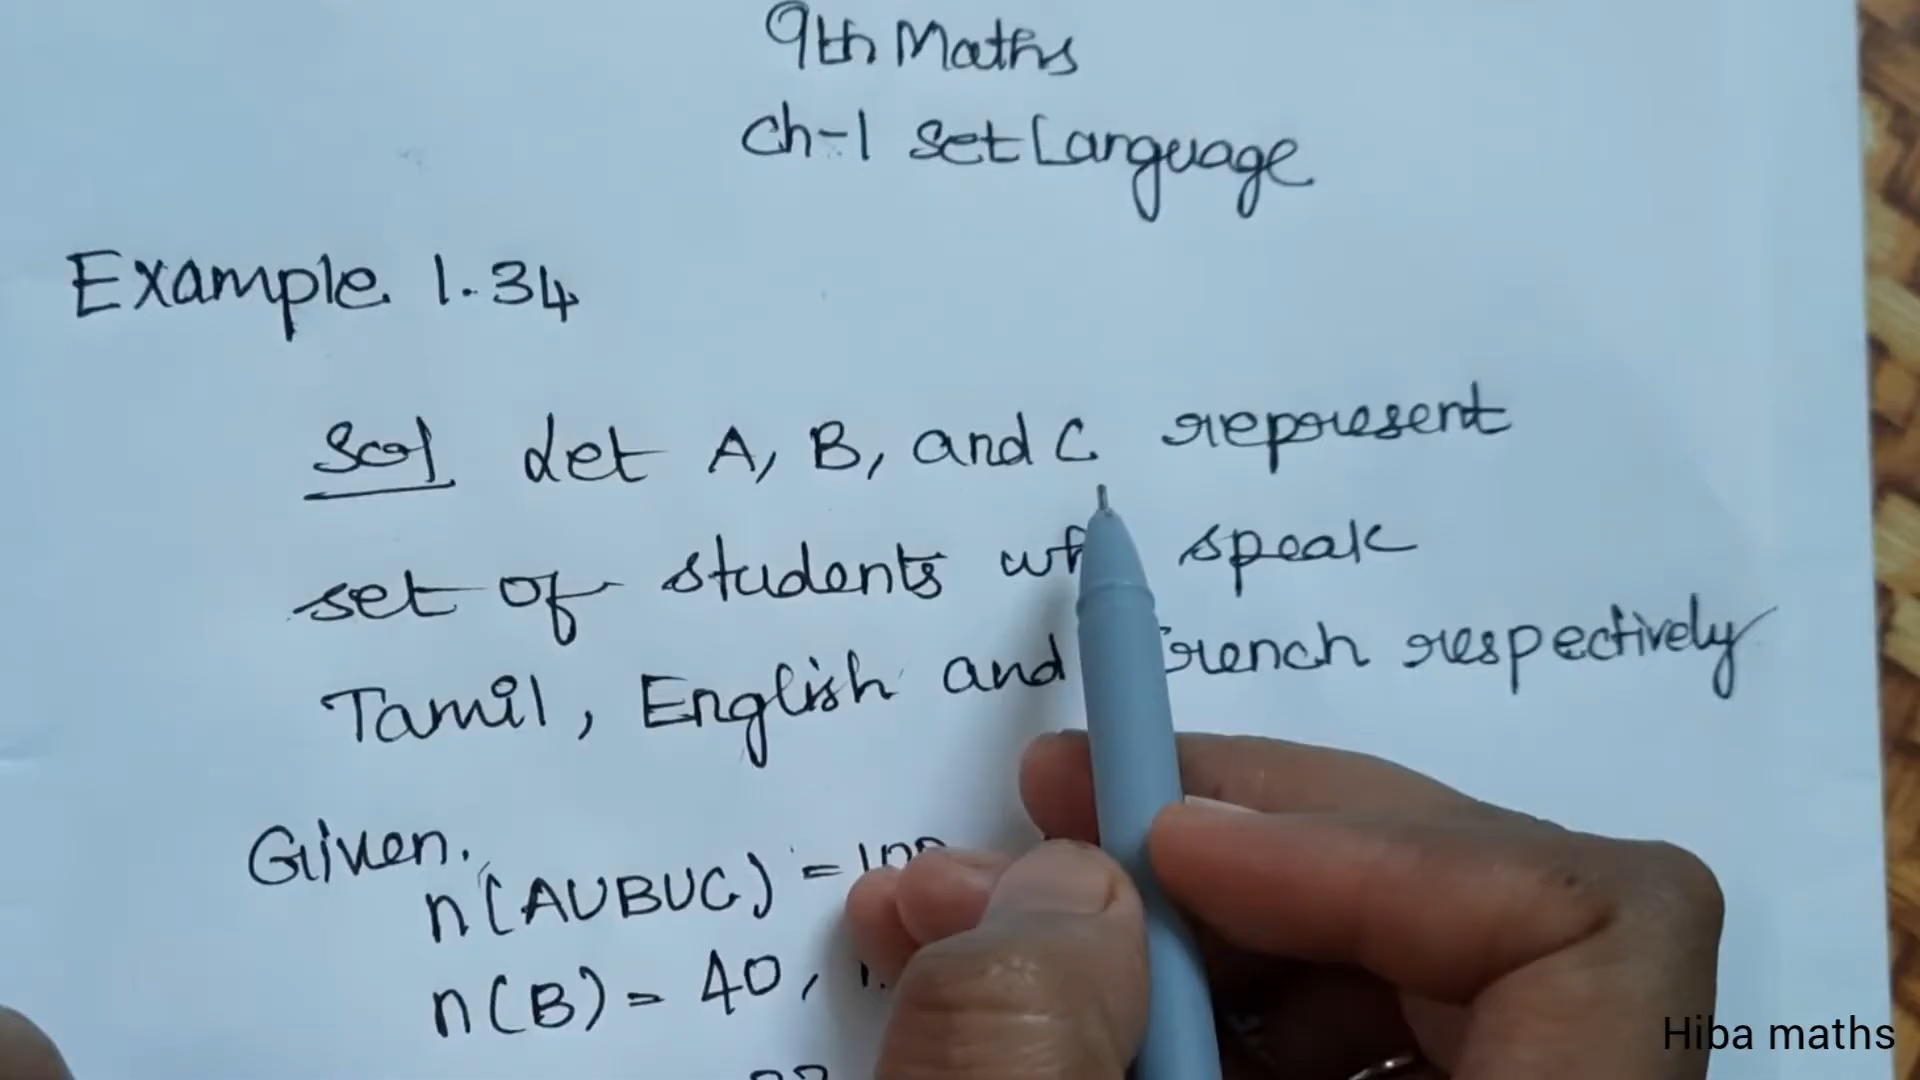 9th Maths
Ch-1 Set Language
Example 1.34
Sol Let A, B, and C represent
set of students speak
Tamil, English and respectively
Given.
n(AUBUC) =
n(B) = 40,
Hiba maths